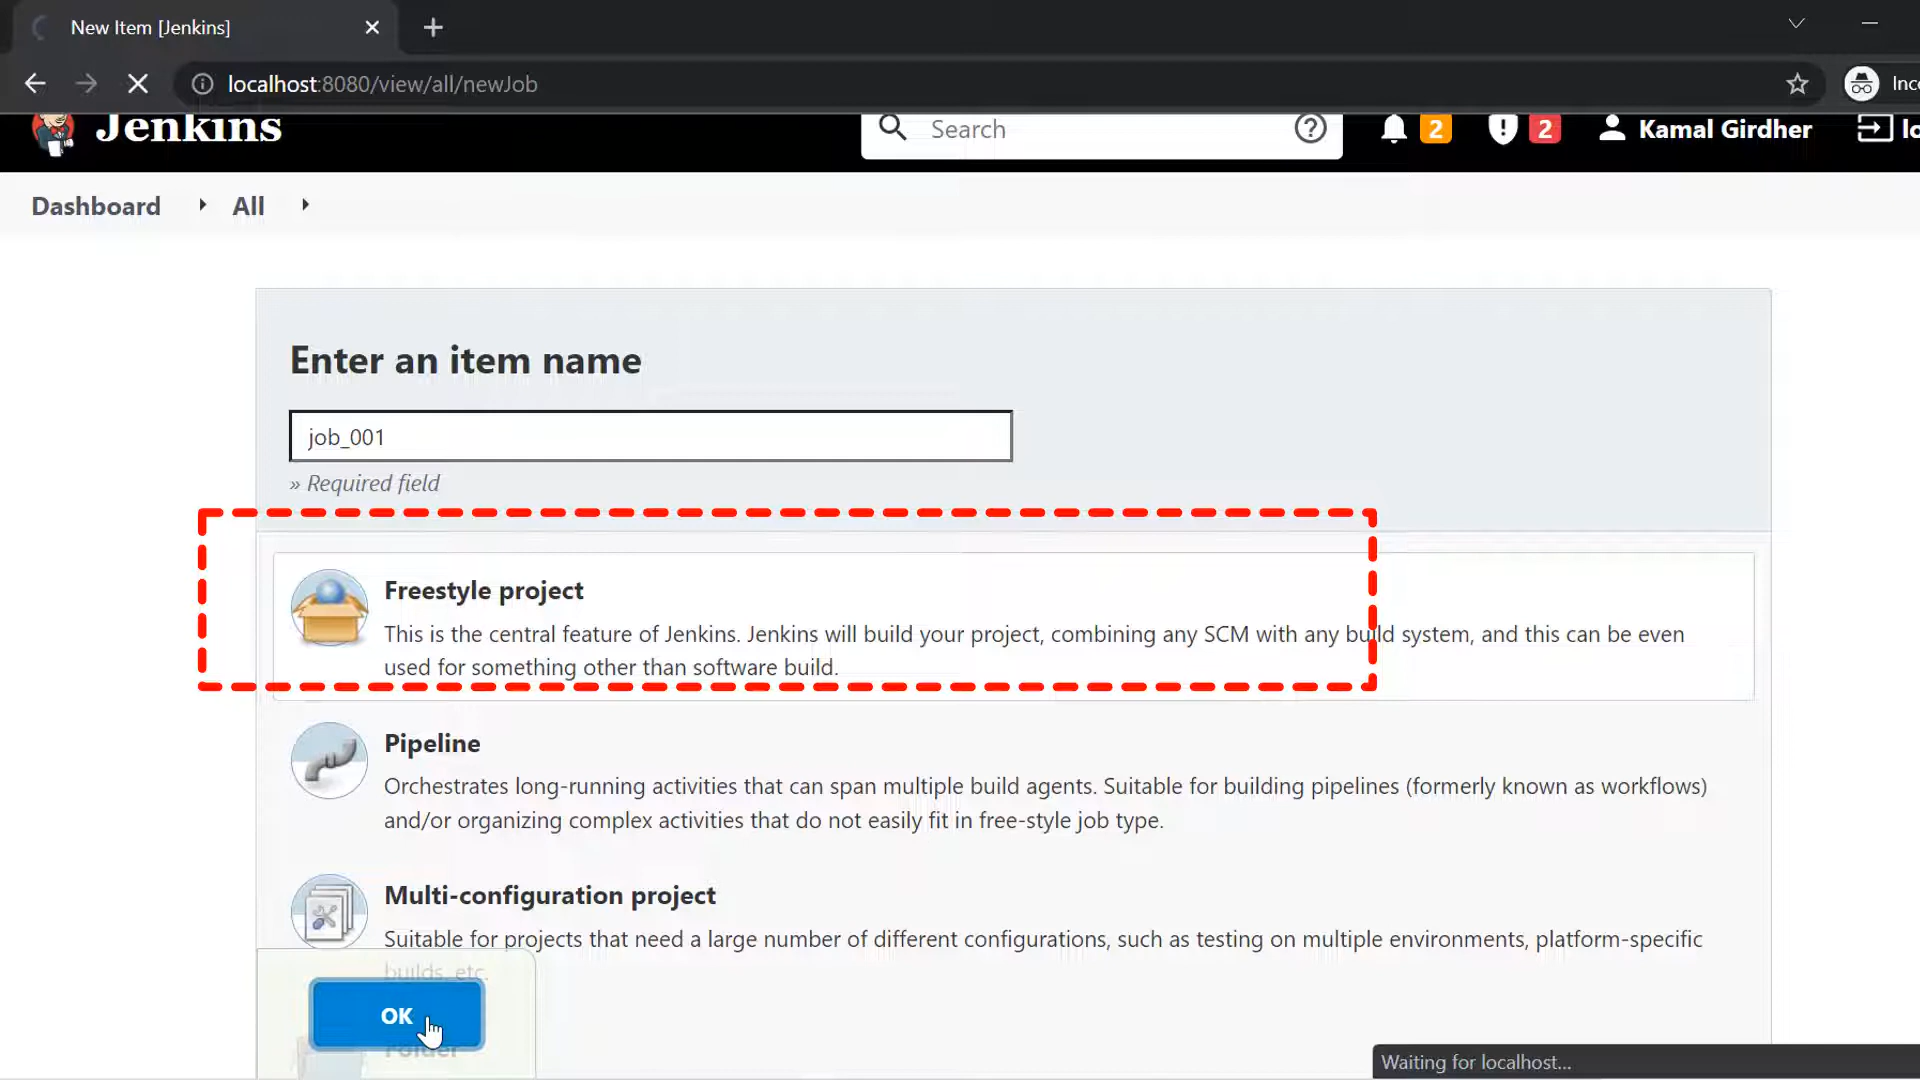 New Item [Jenkins]
localhost:8080/view/all/newJob
Jenkins
Search
2
2
Kamal Girdher
Dashboard
All
Enter an item name
job_001
» Required field
Freestyle project
This is the central feature of Jenkins. Jenkins will build your project, combining any SCM with any build system, and this can be even
used for something other than software build.
Pipeline
Orchestrates long-running activities that can span multiple build agents. Suitable for building pipelines (formerly known as workflows)
and/or organizing complex activities that do not easily fit in free-style job type.
Multi-configuration project
Suitable for projects that need a large number of different configurations, such as testing on multiple environments, platform-specific
builds, etc.
OK
Folder
Waiting for localhost...